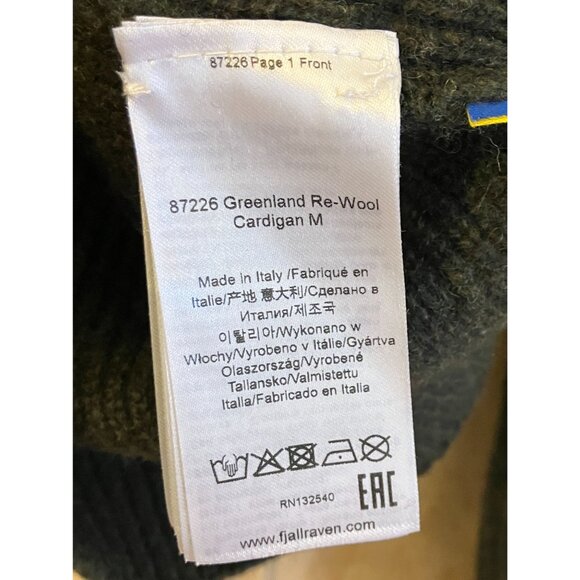 87226 Page 1 Front
87226 Greenland Re-Wool
Cardigan M
Made in Italy /Fabriqué en
Italie/产地 意大利/Сделано в
Италия/제조국
이탈리아/Wykonano w
Włochy/Vyrobeno v Itálie/Gyártva
Olaszország/Vyrobené
Taliansko/Valmistettu
Italia/Fabricado en Italia
RN132540
EAC
www.fjallraven.com